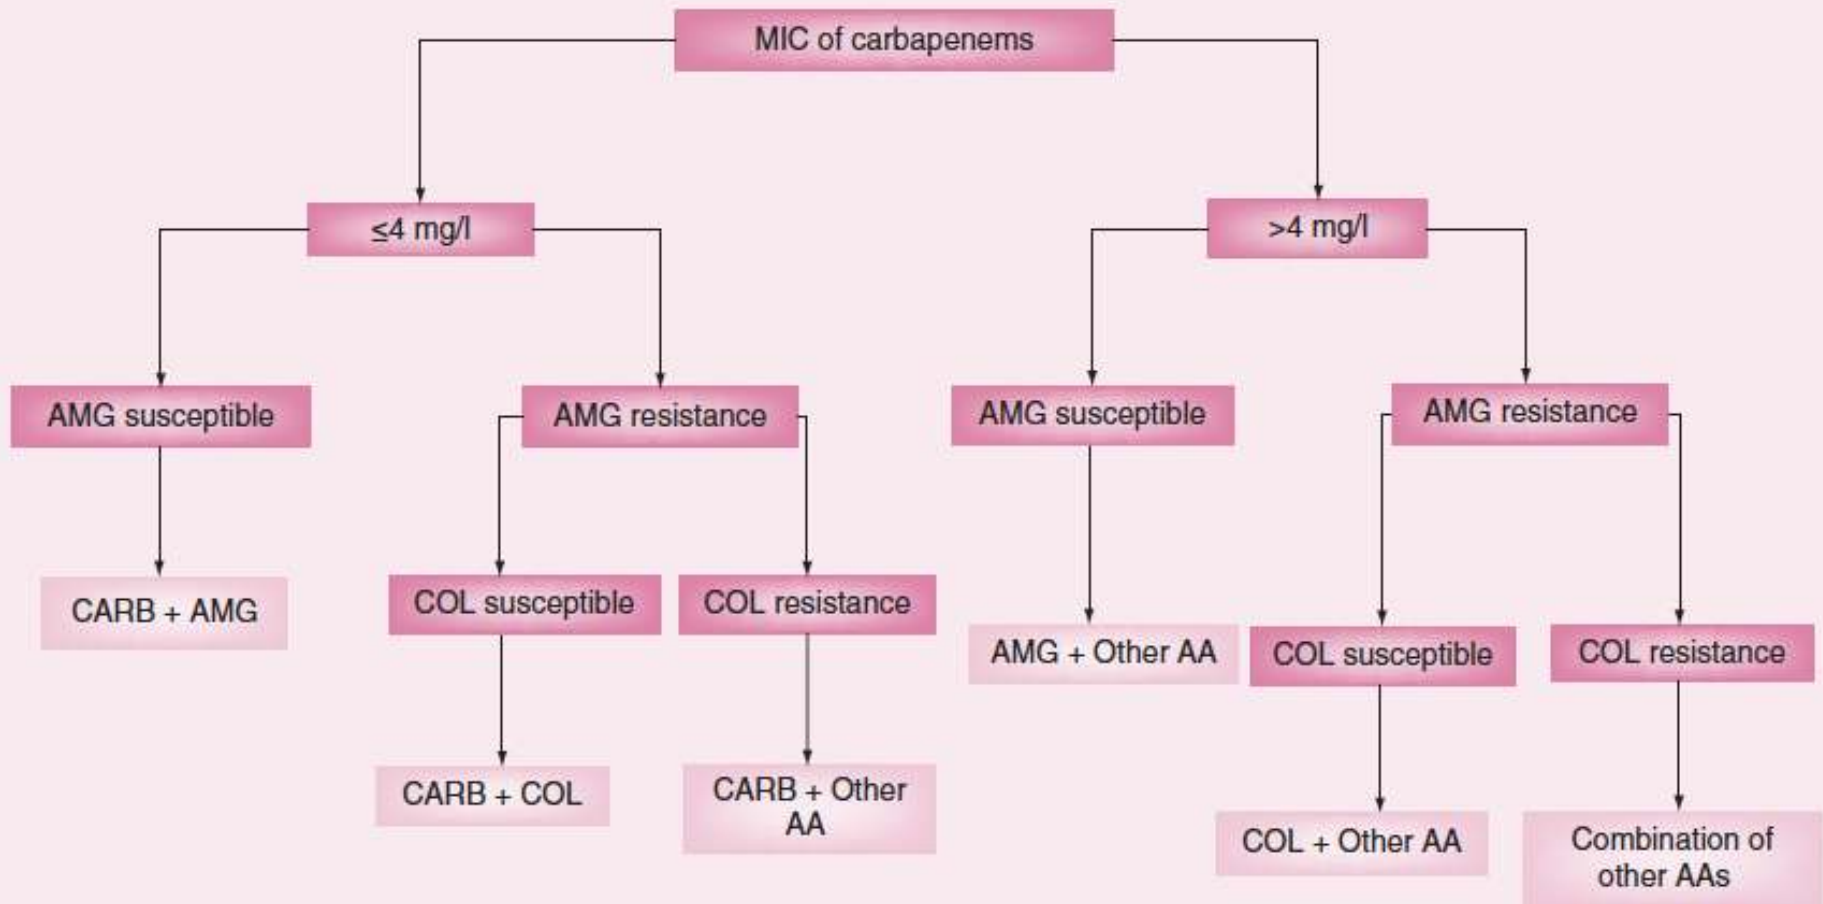 MIC of carbapenems
≤4 mg/l
>4 mg/l
AMG susceptible
AMG resistance
AMG susceptible
AMG resistance
CARB + AMG
COL susceptible
COL resistance
AMG + Other AA
COL susceptible
COL resistance
CARB + COL
CARB + Other
AA
COL + Other AA
Combination of
other AAs